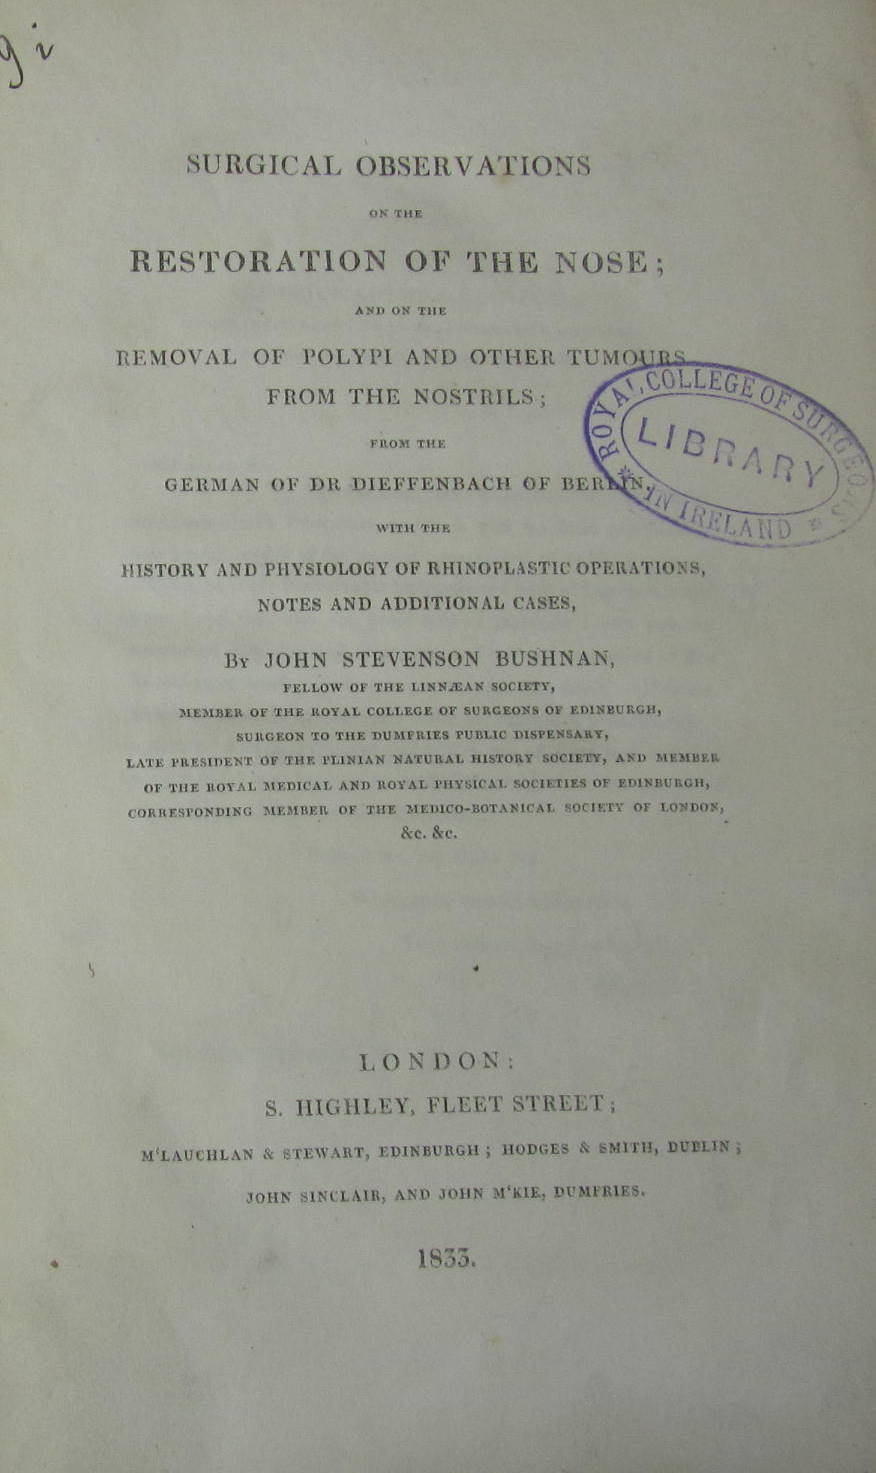 SURGICAL OBSERVATIONS
ON THE
RESTORATION OF THE NOSE;
AND ON THE
REMOVAL OF POLYPI AND OTHER TUMOURS
FROM THE NOSTRILS;
FROM THE
GERMAN OF DR DIEFFENBACH OF BERLIN,
WITH THE
HISTORY AND PHYSIOLOGY OF RHINOPLASTIC OPERATIONS,
NOTES AND ADDITIONAL CASES,
BY JOHN STEVENSON BUSHNAN,
FELLOW OF THE LINNÆAN SOCIETY,
MEMBER OF THE ROYAL COLLEGE OF SURGEONS OF EDINBURGH,
SURGEON TO THE DUMFRIES PUBLIC DISPENSARY,
LATE PRESIDENT OF THE PLINIAN NATURAL HISTORY SOCIETY, AND MEMBER
OF THE ROYAL MEDICAL AND ROYAL PHYSICAL SOCIETIES OF EDINBURGH,
CORRESPONDING MEMBER OF THE MEDICO-BOTANICAL SOCIETY OF LONDON,
&c. &c.
LONDON:
S. HIGHLEY, FLEET STREET;
M‘LAUCHLAN & STEWART, EDINBURGH; HODGES & SMITH, DUBLIN;
JOHN SINCLAIR, AND JOHN M‘KIE, DUMFRIES.
1833.
ROYAL COLLEGE OF SURGEONS
LIBRARY
* IN IRELAND *